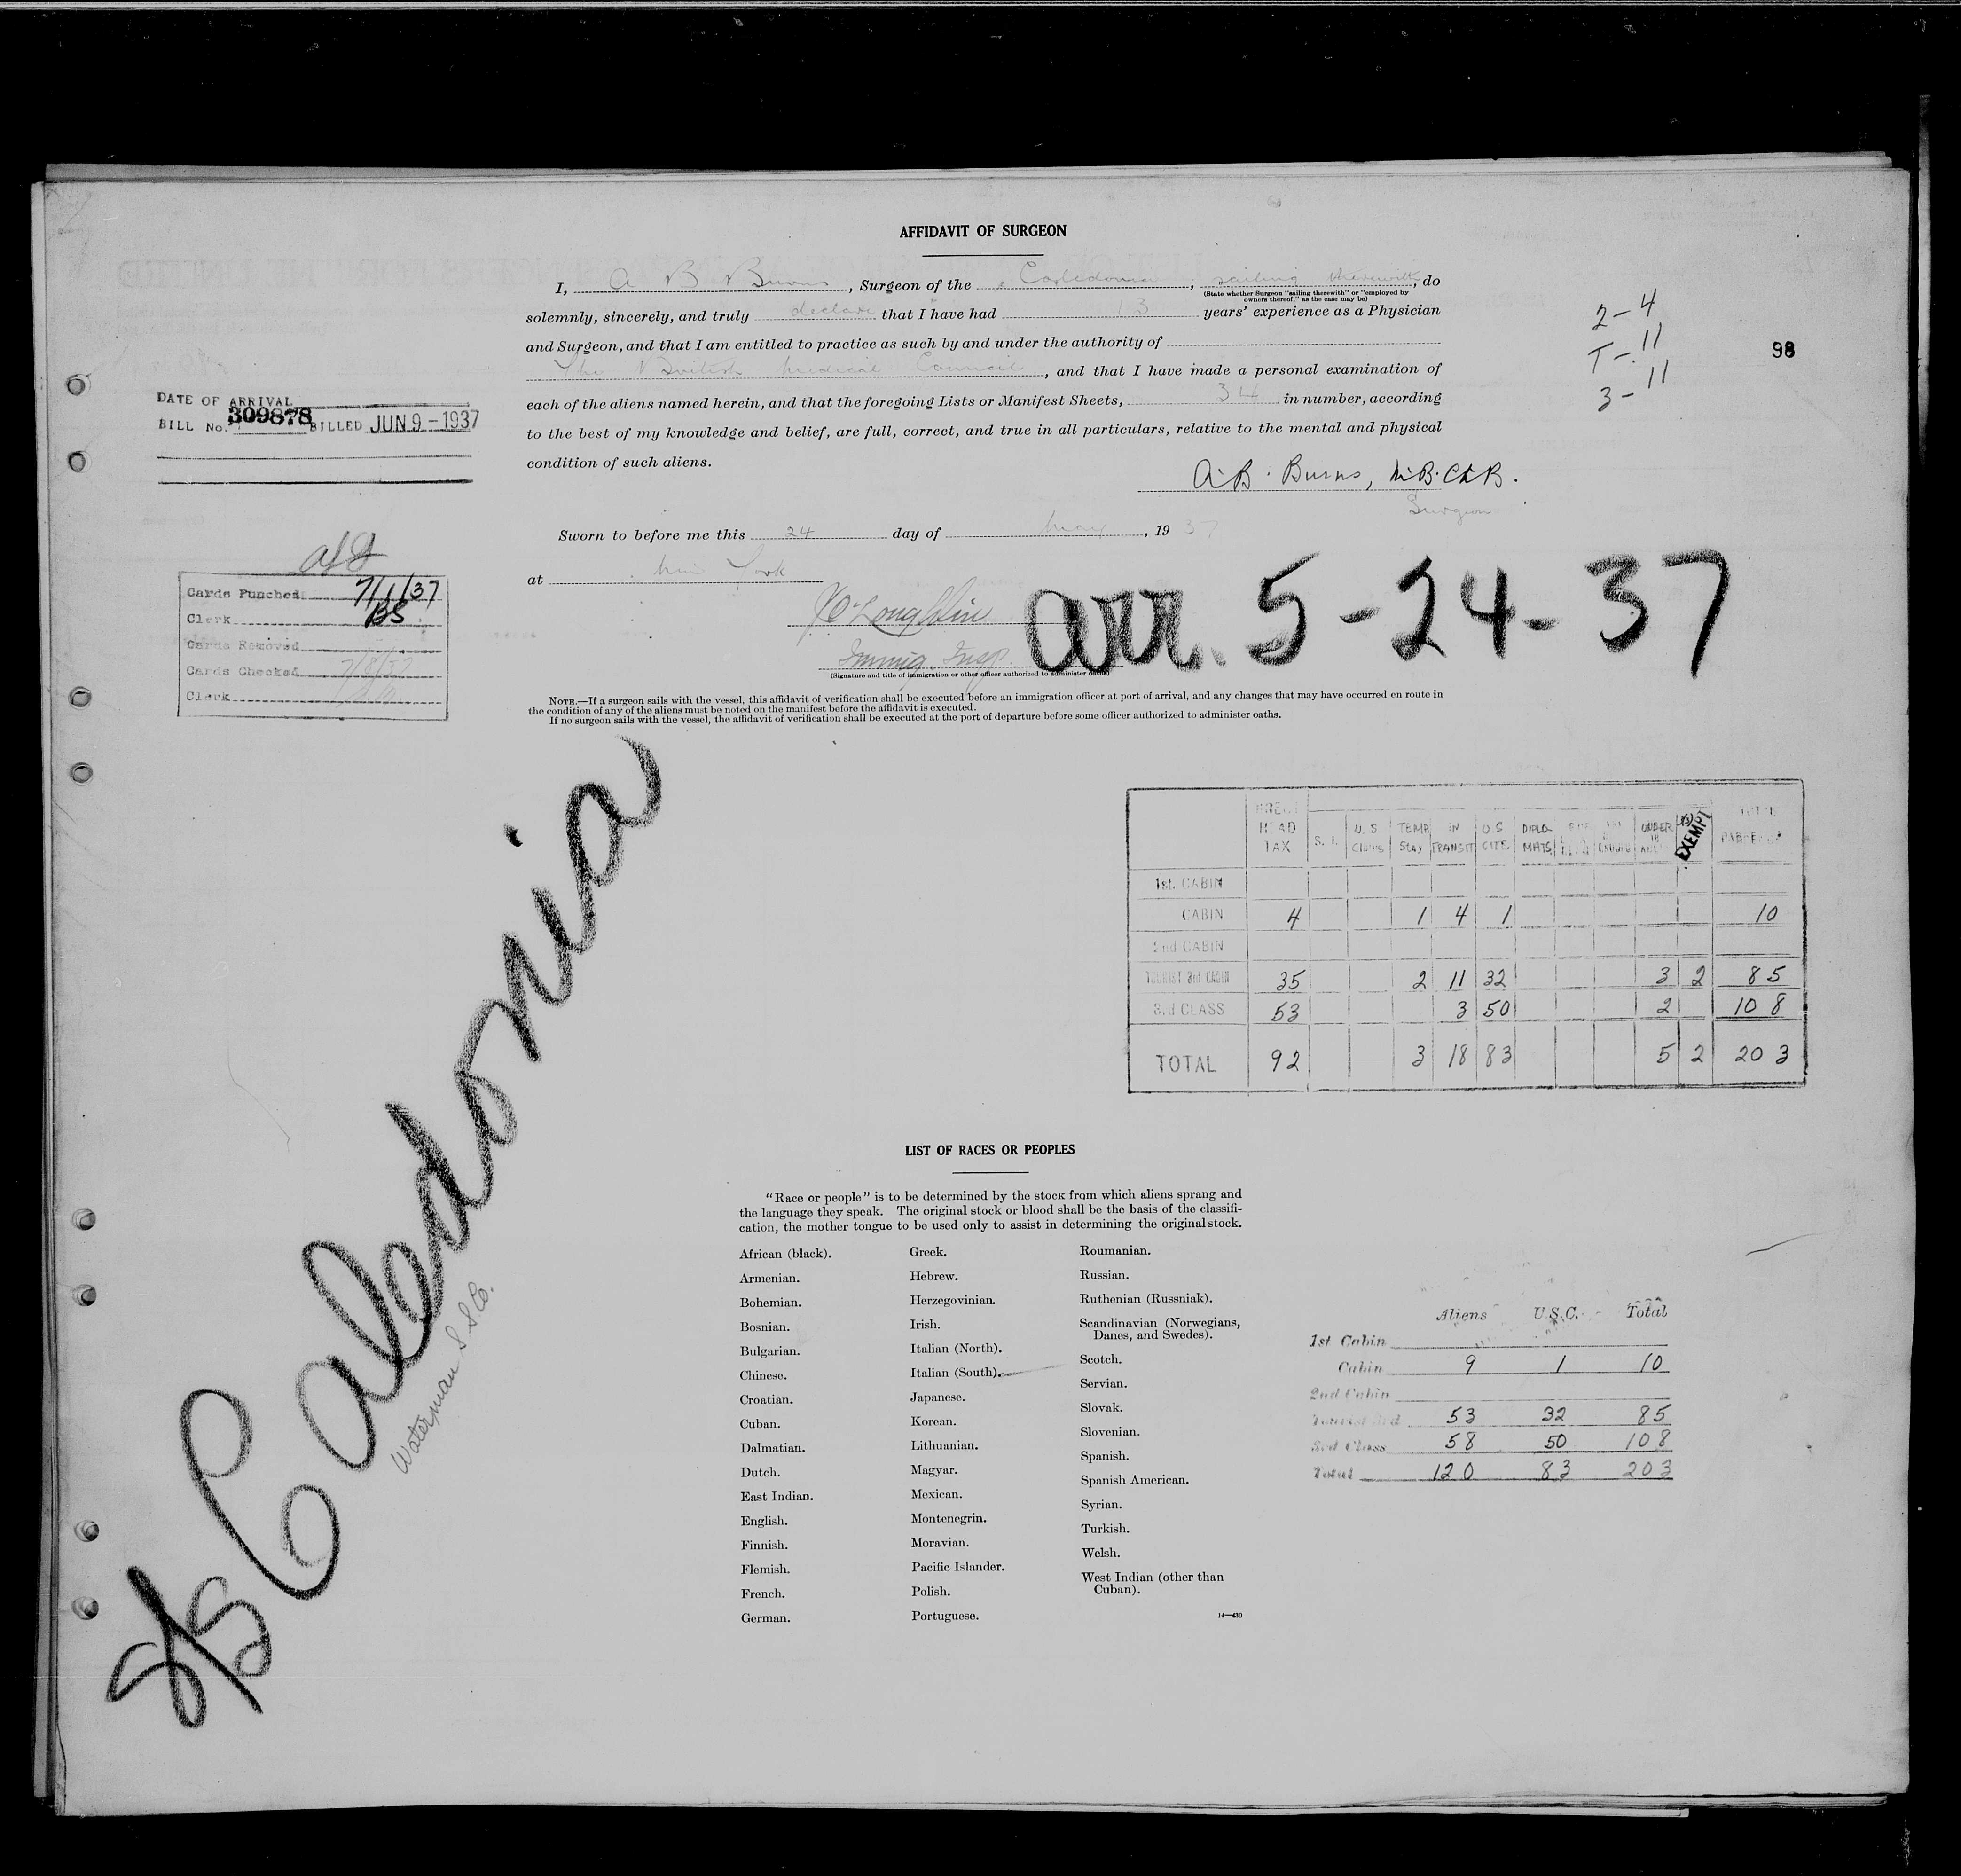 AFFIDAVIT OF SURGEON
I, A B Burns, Surgeon of the Caledonia, sailing therewith, do
(State whether Surgeon "sailing therewith" or "employed by
owners thereof," as the case may be)
solemnly, sincerely, and truly declare that I have had 13 years' experience as a Physician
and Surgeon, and that I am entitled to practice as such by and under the authority of
The British Medical Council, and that I have made a personal examination of
each of the aliens named herein, and that the foregoing Lists or Manifest Sheets, 34 in number, according
to the best of my knowledge and belief, are full, correct, and true in all particulars, relative to the mental and physical
condition of such aliens.
A.B. Burns, M.B.Ch.B.
Surgeon
Sworn to before me this 24 day of May, 1937
at New York
O'Loughlin
Immig. Insp.
(Signature and title of immigration or other officer authorized to administer oaths)
arr. 5-24-37
2-4
T-11
3-11
98
DATE OF ARRIVAL
BILL No. 309878 BILLED JUN 9-1937
Cards Punched 7/1/37
Clerk BS
Cards Removed
Cards Checked 7/8/37
Clerk
NOTE.—If a surgeon sails with the vessel, this affidavit of verification shall be executed before an immigration officer at port of arrival, and any changes that may have occurred en route in
the condition of any of the aliens must be noted on the manifest before the affidavit is executed.
If no surgeon sails with the vessel, the affidavit of verification shall be executed at the port of departure before some officer authorized to administer oaths.
S/S Caledonia
Waterman S S Co.
HEAD TAX S. I. U.S. TEMP STAY IN TRANSIT U.S. CITZ. DIPLO-MATS UNDER 16 EXEMPT TOTAL
1st. CABIN
CABIN 4 1 4 1 10
2nd CABIN
TOURIST 3rd CABIN 35 2 11 32 3 2 85
3rd CLASS 53 3 50 2 108
TOTAL 92 3 18 83 5 2 203
LIST OF RACES OR PEOPLES
"Race or people" is to be determined by the stock from which aliens sprang and
the language they speak. The original stock or blood shall be the basis of the classifi-
cation, the mother tongue to be used only to assist in determining the original stock.
African (black).
Armenian.
Bohemian.
Bosnian.
Bulgarian.
Chinese.
Croatian.
Cuban.
Dalmatian.
Dutch.
East Indian.
English.
Finnish.
Flemish.
French.
German.
Greek.
Hebrew.
Herzegovinian.
Irish.
Italian (North).
Italian (South).
Japanese.
Korean.
Lithuanian.
Magyar.
Mexican.
Montenegrin.
Moravian.
Pacific Islander.
Polish.
Portuguese.
Roumanian.
Russian.
Ruthenian (Russniak).
Scandinavian (Norwegians,
Danes, and Swedes).
Scotch.
Servian.
Slovak.
Slovenian.
Spanish.
Spanish American.
Syrian.
Turkish.
Welsh.
West Indian (other than
Cuban).
14—430
Aliens U.S.C. Total
1st Cabin
Cabin 9 1 10
2nd Cabin
Tourist 3rd 53 32 85
3rd Class 58 50 108
Total 120 83 203